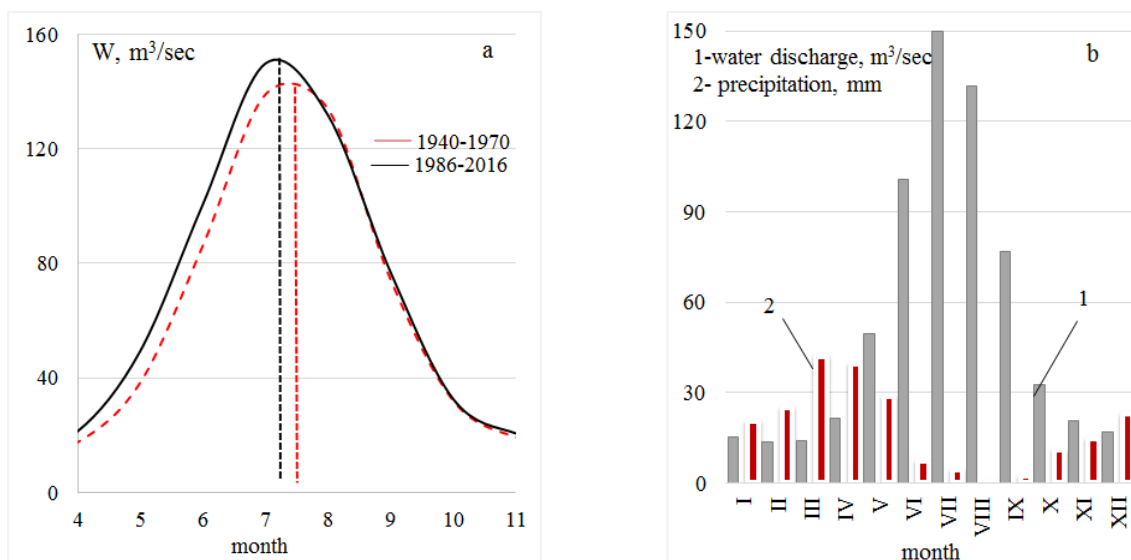 W, m³/sec
a
160
120
80
40
0
1940-1970
1986-2016
4 5 6 7 8 9 10 11
month
150
120
90
60
30
0
1-water discharge, m³/sec
2- precipitation, mm
b
2
1
I II III IV V VI VII VIII IX X XI XII
month